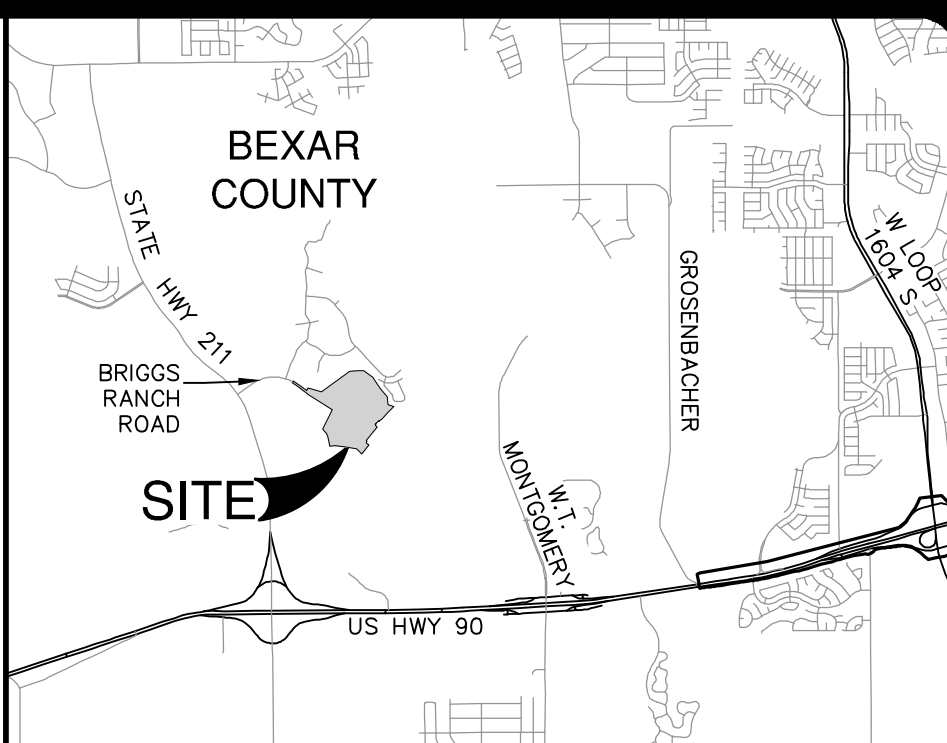 BEXAR
COUNTY
STATE HWY 211
W LOOP
1604 S
GROSENBACHER
BRIGGS
RANCH
ROAD
SITE
W.T.
MONTGOMERY
US HWY 90